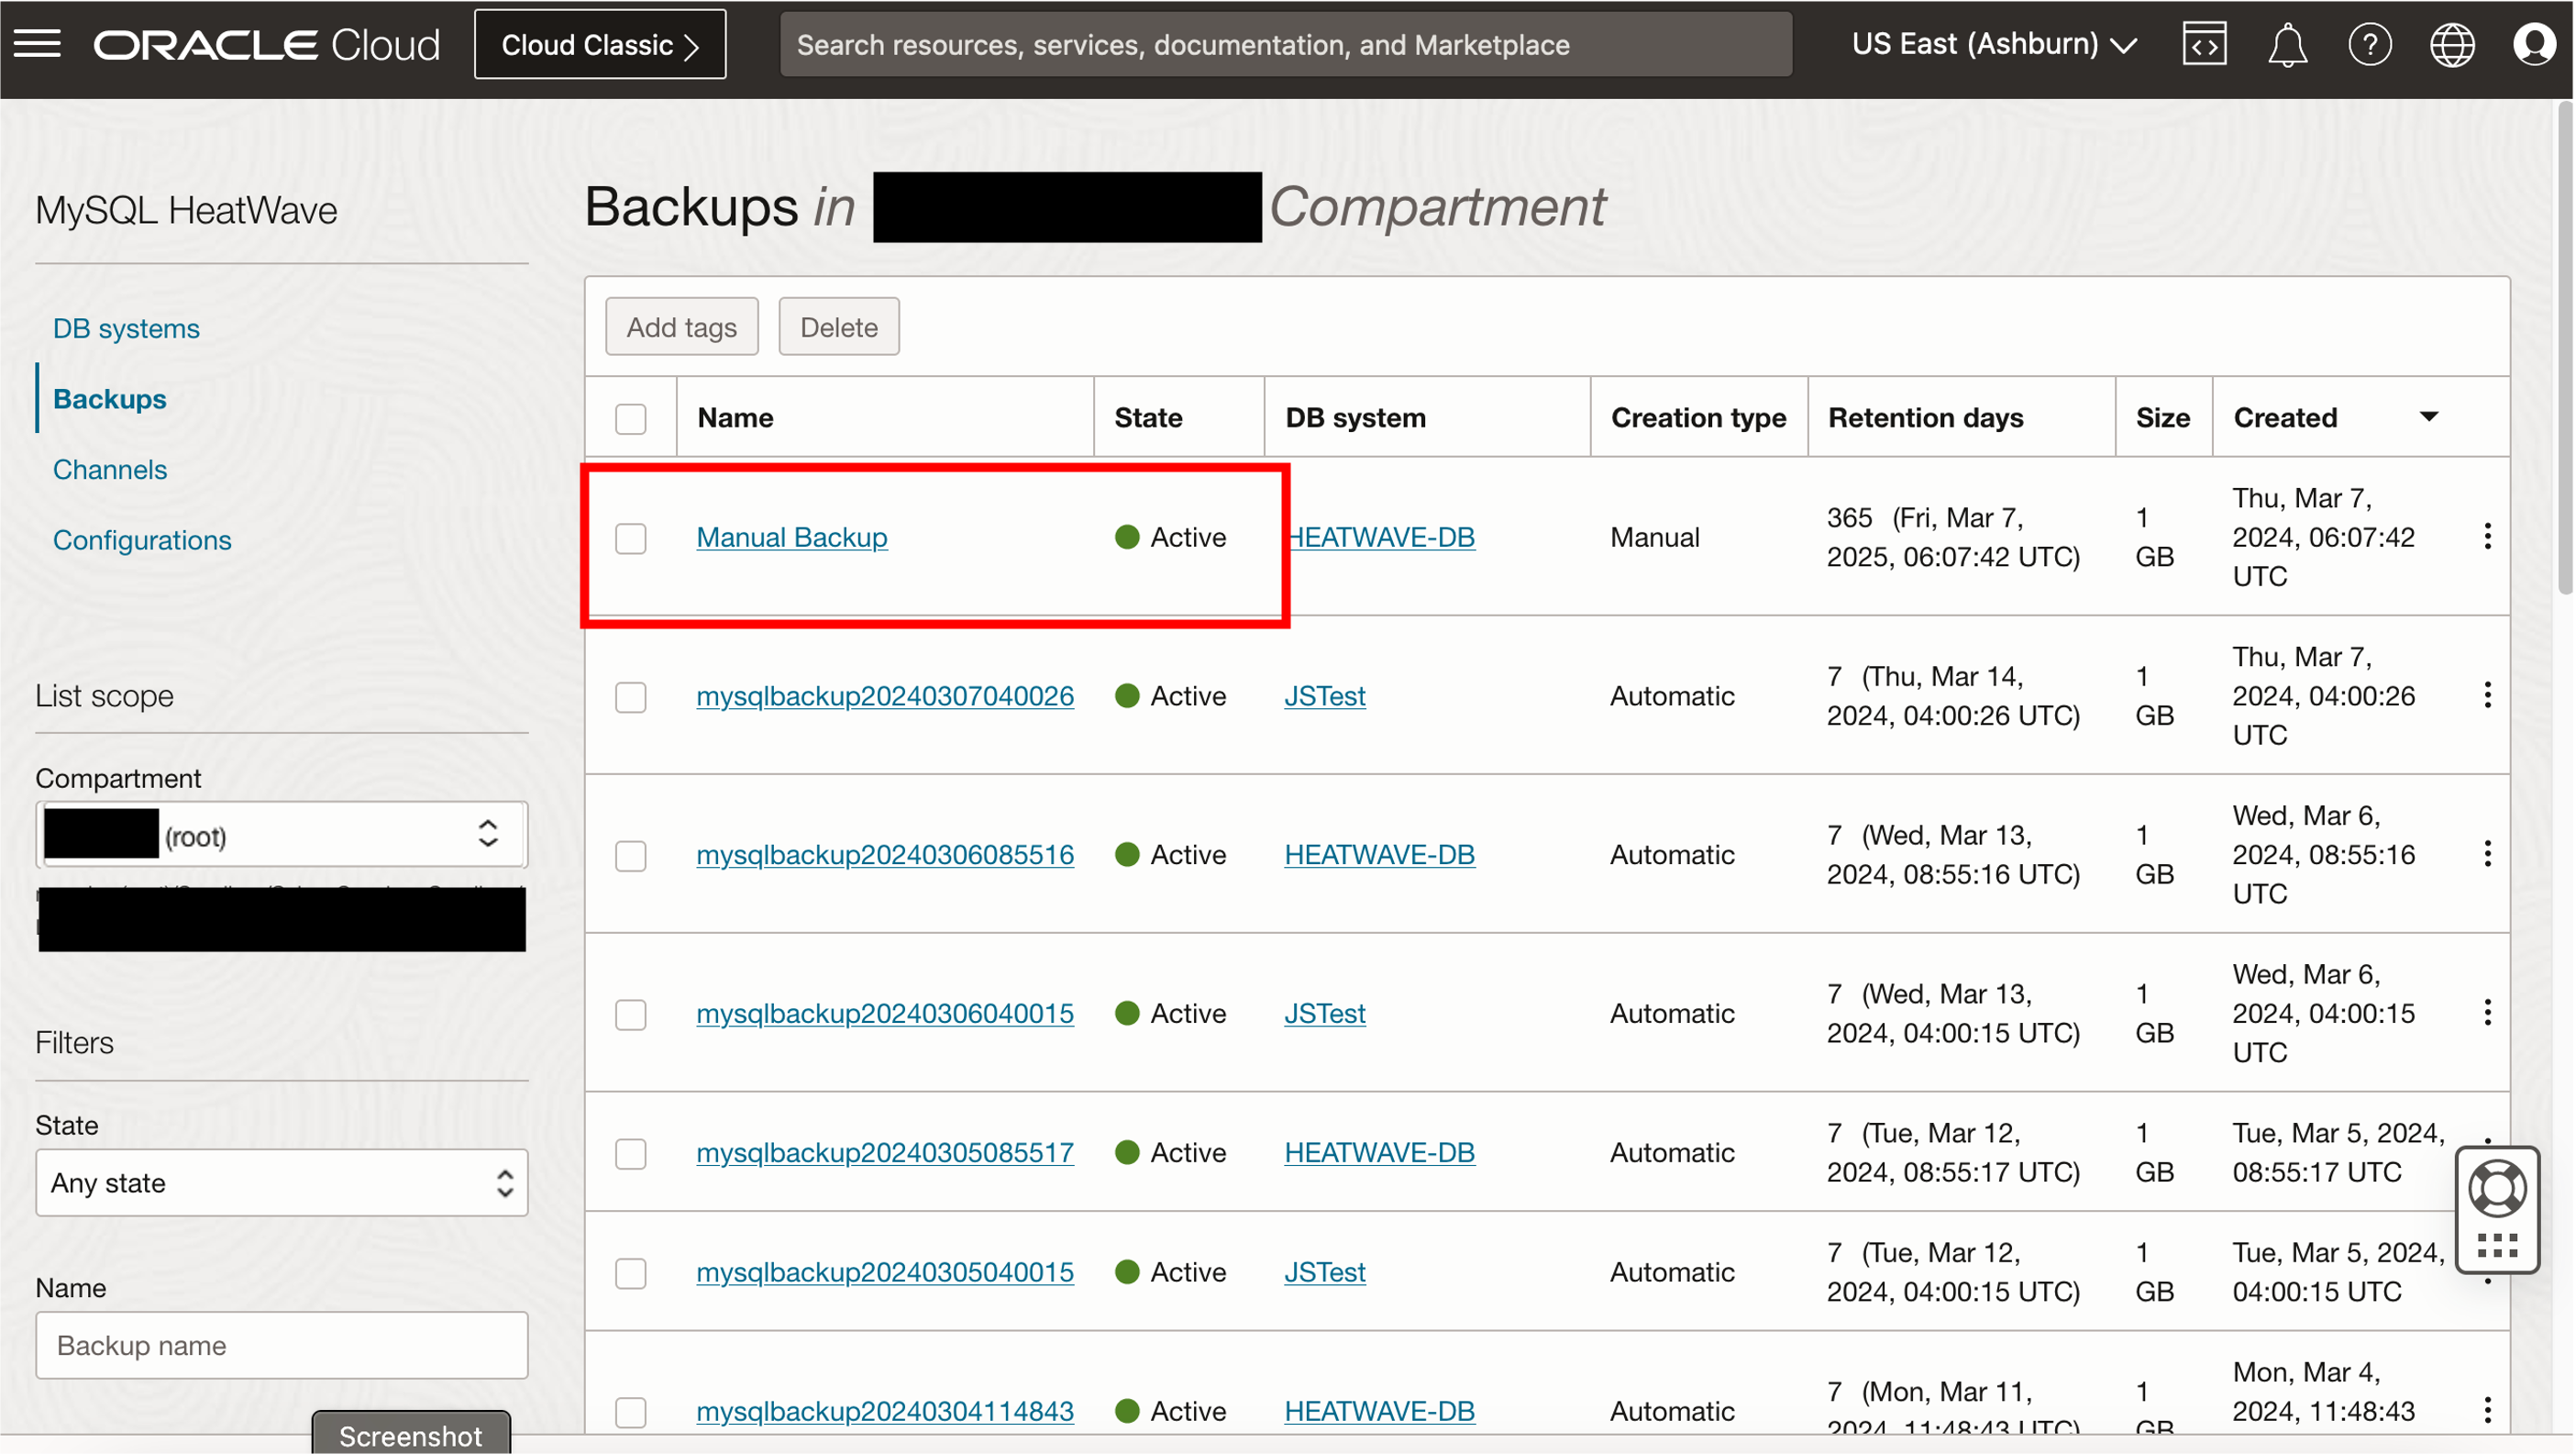 ORACLE Cloud
Cloud Classic
Search resources, services, documentation, and Marketplace
US East (Ashburn)
MySQL HeatWave
DB systems
Backups
Channels
Configurations
List scope
Compartment
(root)
Filters
State
Any state
Name
Backup name
Screenshot
Backups in
Compartment
Add tags
Delete
Name State DB system Creation type Retention days Size Created
Manual Backup Active HEATWAVE-DB Manual
365 (Fri, Mar 7,
2025, 06:07:42 UTC)
1
GB
Thu, Mar 7,
2024, 06:07:42
UTC
mysqlbackup20240307040026 Active JSTest Automatic
7 (Thu, Mar 14,
2024, 04:00:26 UTC)
1
GB
Thu, Mar 7,
2024, 04:00:26
UTC
mysqlbackup20240306085516 Active HEATWAVE-DB Automatic
7 (Wed, Mar 13,
2024, 08:55:16 UTC)
1
GB
Wed, Mar 6,
2024, 08:55:16
UTC
mysqlbackup20240306040015 Active JSTest Automatic
7 (Wed, Mar 13,
2024, 04:00:15 UTC)
1
GB
Wed, Mar 6,
2024, 04:00:15
UTC
mysqlbackup20240305085517 Active HEATWAVE-DB Automatic
7 (Tue, Mar 12,
2024, 08:55:17 UTC)
1
GB
Tue, Mar 5, 2024,
08:55:17 UTC
mysqlbackup20240305040015 Active JSTest Automatic
7 (Tue, Mar 12,
2024, 04:00:15 UTC)
1
GB
Tue, Mar 5, 2024,
04:00:15 UTC
mysqlbackup20240304114843 Active HEATWAVE-DB Automatic
7 (Mon, Mar 11,
2024, 11:48:43 UTC)
1
GB
Mon, Mar 4,
2024, 11:48:43